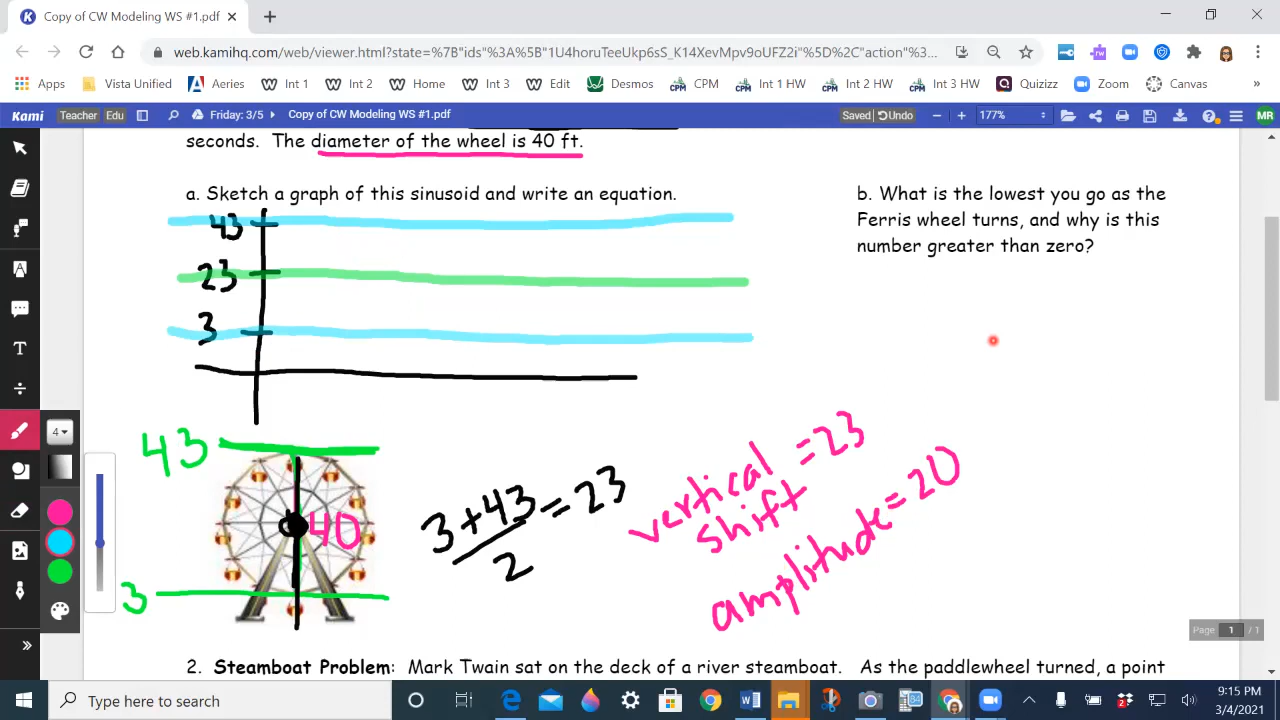 Copy of CW Modeling WS #1.pdf
web.kamihq.com/web/viewer.html?state=%7B"ids"%3A%5B"1U4horuTeeUkp6sS_K14XevMpv9oUFZ2i"%5D%2C"action"%3...
Apps Vista Unified Aeries Int 1 Int 2 Home Int 3 Edit Desmos CPM Int 1 HW Int 2 HW Int 3 HW Quizizz Zoom Canvas »
Kami Teacher Edu Friday: 3/5 Copy of CW Modeling WS #1.pdf Saved Undo 177% MR
seconds. The diameter of the wheel is 40 ft.
a. Sketch a graph of this sinusoid and write an equation.
b. What is the lowest you go as the
Ferris wheel turns, and why is this
number greater than zero?
43
23
3
43
40
3
3+43
2
=23
vertical
shift
=23
amplitude=20
4
Page 1 / 1
2. Steamboat Problem: Mark Twain sat on the deck of a river steamboat. As the paddlewheel turned, a point
Type here to search
9:15 PM
3/4/2021